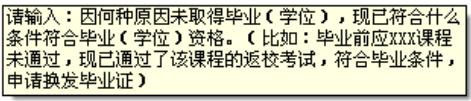 请输入：因何种原因未取得毕业（学位），现已符合什么
条件符合毕业（学位）资格。（比如：毕业前应XXX课程
未通过，现已通过了该课程的返校考试，符合毕业条件，
申请换发毕业证）